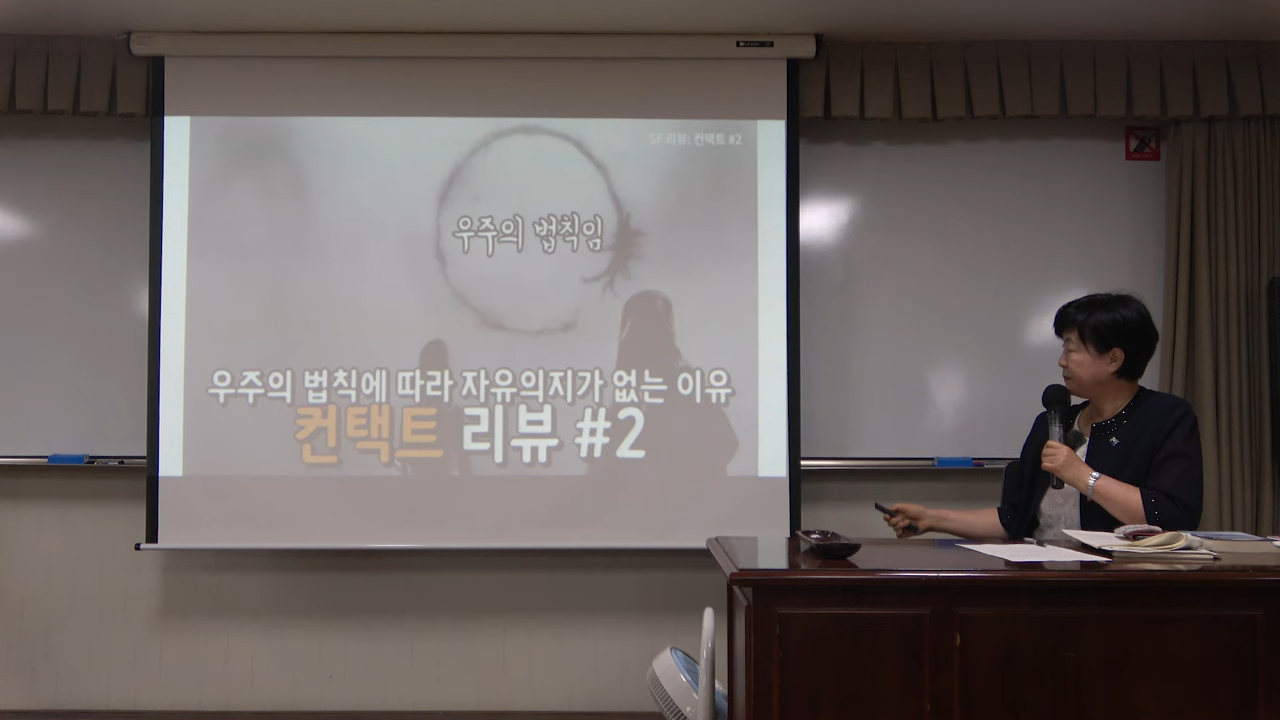 SF 리뷰: 컨택트 #2
우주의 법칙임
우주의 법칙에 따라 자유의지가 없는 이유
컨택트 리뷰 #2